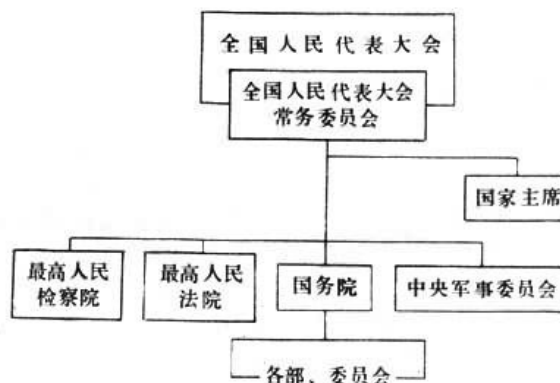 全国人民代表大会
全国人民代表大会
常务委员会
国家主席
最高人民
检察院
最高人民
法院
国务院
中央军事委员会
各部、委员会